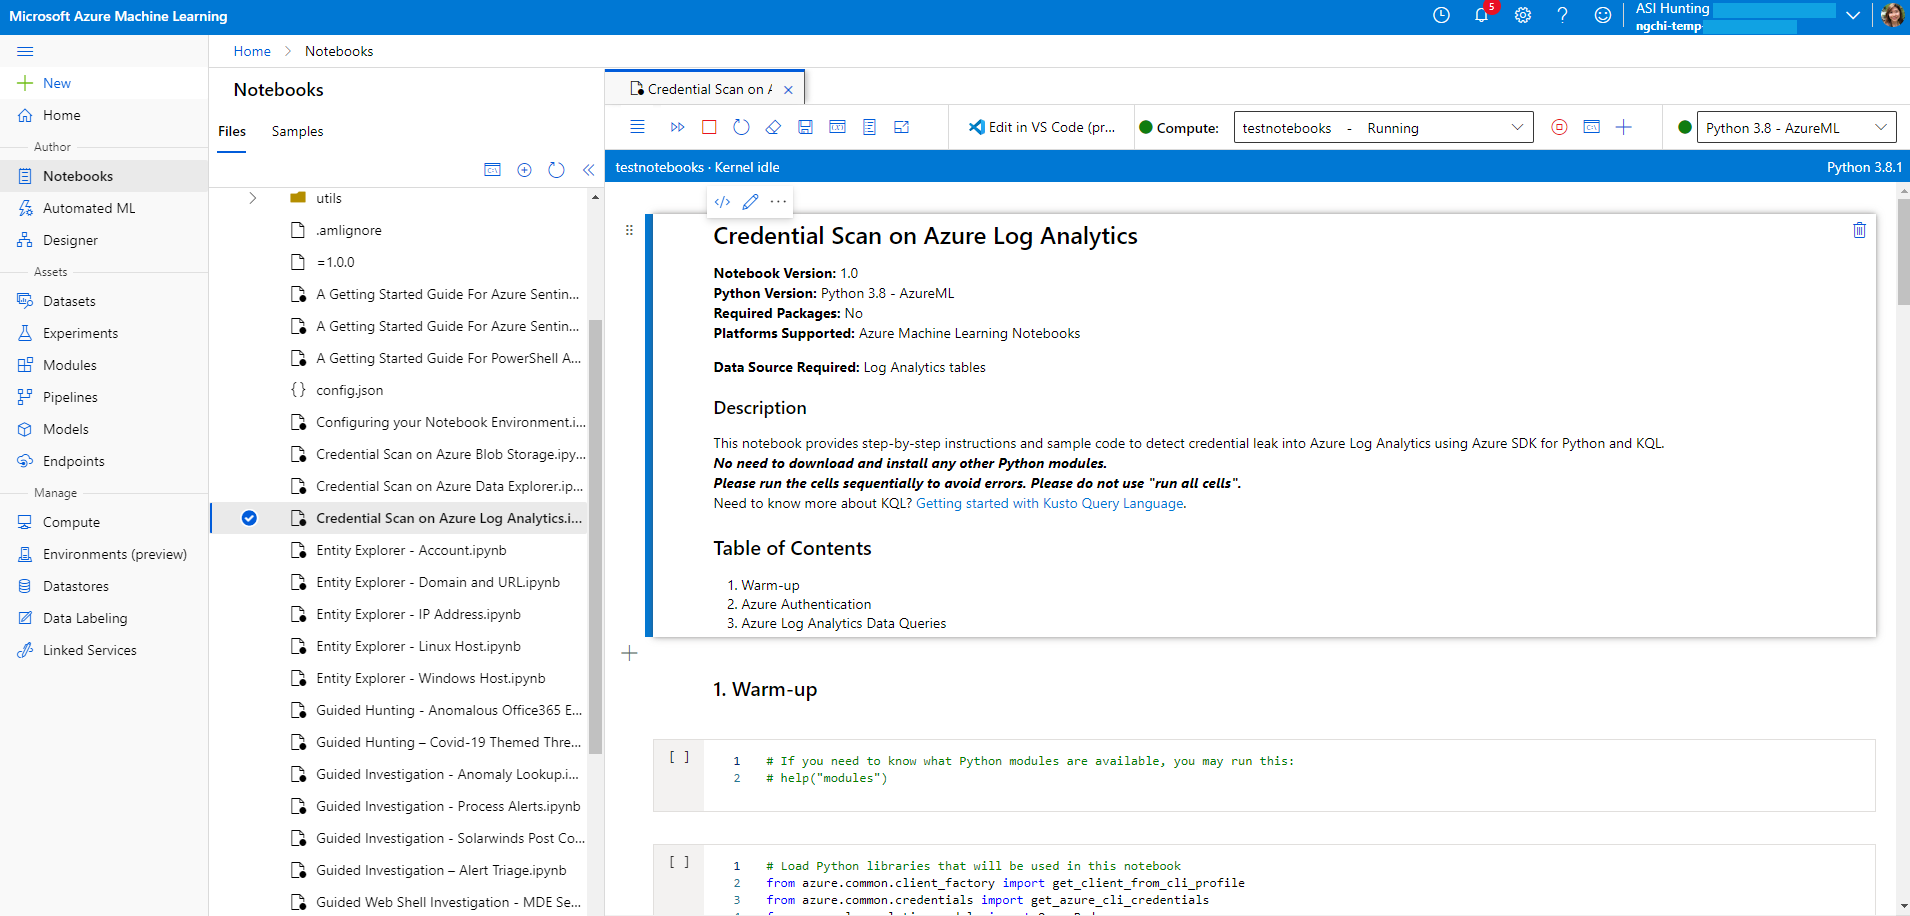 Microsoft Azure Machine Learning
5
ASI Hunting
ngchi-temp-
Home > Notebooks
New
Home
Author
Notebooks
Automated ML
Designer
Assets
Datasets
Experiments
Modules
Pipelines
Models
Endpoints
Manage
Compute
Environments (preview)
Datastores
Data Labeling
Linked Services
Notebooks
Files Samples
utils
.amlignore
=1.0.0
A Getting Started Guide For Azure Sentin...
A Getting Started Guide For Azure Sentin...
A Getting Started Guide For PowerShell A...
{} config.json
Configuring your Notebook Environment.i...
Credential Scan on Azure Blob Storage.ipy...
Credential Scan on Azure Data Explorer.ip...
Credential Scan on Azure Log Analytics.i...
Entity Explorer - Account.ipynb
Entity Explorer - Domain and URL.ipynb
Entity Explorer - IP Address.ipynb
Entity Explorer - Linux Host.ipynb
Entity Explorer - Windows Host.ipynb
Guided Hunting - Anomalous Office365 E...
Guided Hunting – Covid-19 Themed Thre...
Guided Investigation - Anomaly Lookup.i...
Guided Investigation - Process Alerts.ipynb
Guided Investigation - Solarwinds Post Co...
Guided Investigation – Alert Triage.ipynb
Guided Web Shell Investigation - MDE Se...
Credential Scan on
Edit in VS Code (pr... Compute: testnotebooks - Running Python 3.8 - AzureML
testnotebooks · Kernel idle Python 3.8.1
Credential Scan on Azure Log Analytics
Notebook Version: 1.0
Python Version: Python 3.8 - AzureML
Required Packages: No
Platforms Supported: Azure Machine Learning Notebooks
Data Source Required: Log Analytics tables
Description
This notebook provides step-by-step instructions and sample code to detect credential leak into Azure Log Analytics using Azure SDK for Python and KQL.
No need to download and install any other Python modules.
Please run the cells sequentially to avoid errors. Please do not use "run all cells".
Need to know more about KQL? Getting started with Kusto Query Language.
Table of Contents
1. Warm-up
2. Azure Authentication
3. Azure Log Analytics Data Queries
1. Warm-up
[ ]
1 # If you need to know what Python modules are available, you may run this:
2 # help("modules")
[ ]
1 # Load Python libraries that will be used in this notebook
2 from azure.common.client_factory import get_client_from_cli_profile
3 from azure.common.credentials import get_azure_cli_credentials